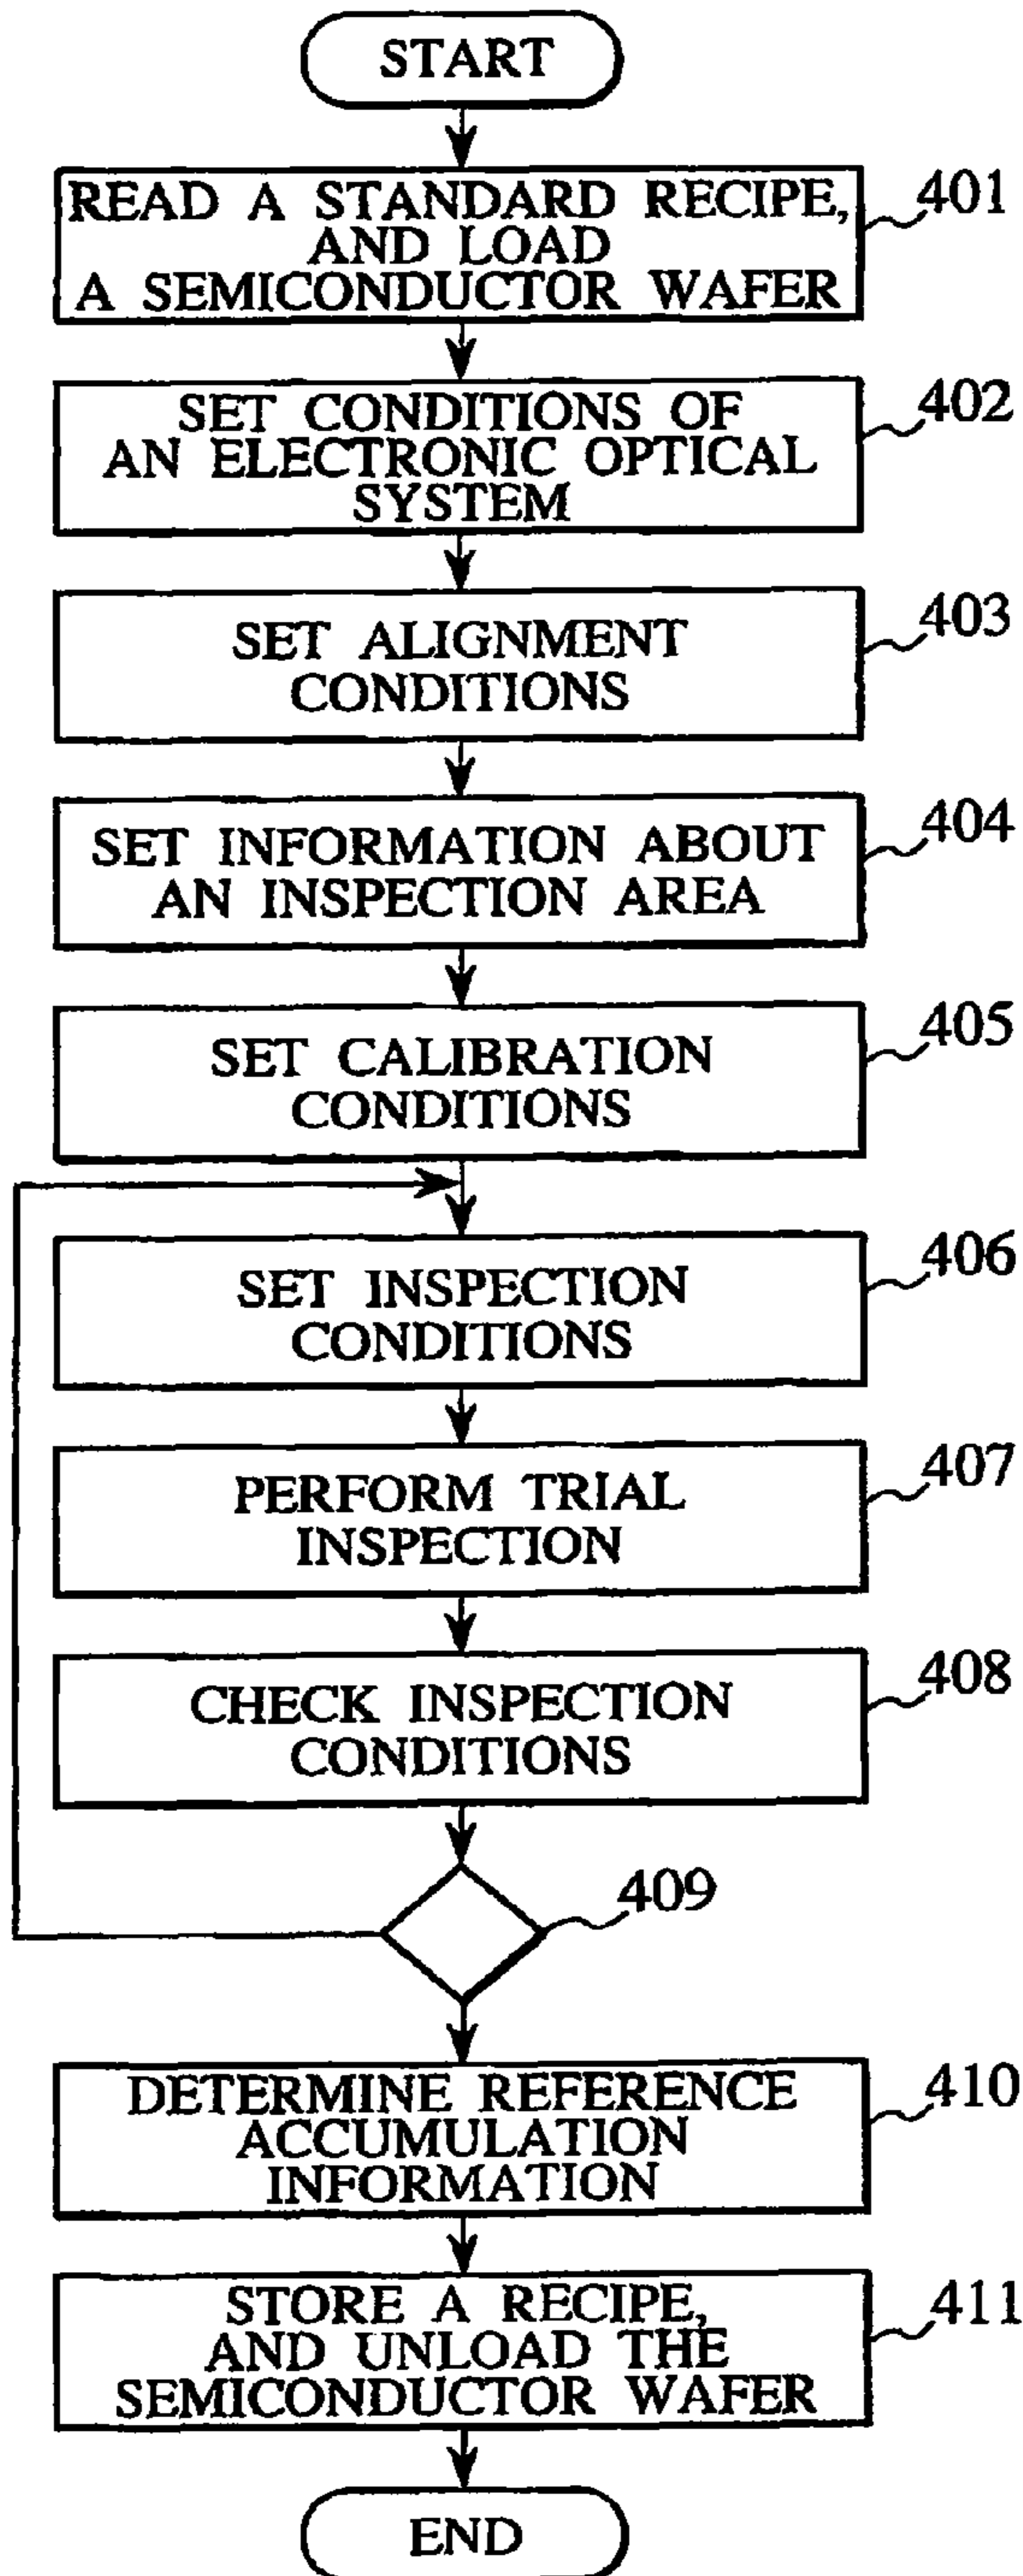 START
READ A STANDARD RECIPE,
AND LOAD
A SEMICONDUCTOR WAFER
401
SET CONDITIONS OF
AN ELECTRONIC OPTICAL
SYSTEM
402
SET ALIGNMENT
CONDITIONS
403
SET INFORMATION ABOUT
AN INSPECTION AREA
404
SET CALIBRATION
CONDITIONS
405
SET INSPECTION
CONDITIONS
406
PERFORM TRIAL
INSPECTION
407
CHECK INSPECTION
CONDITIONS
408
409
DETERMINE REFERENCE
ACCUMULATION
INFORMATION
410
STORE A RECIPE,
AND UNLOAD THE
SEMICONDUCTOR WAFER
411
END